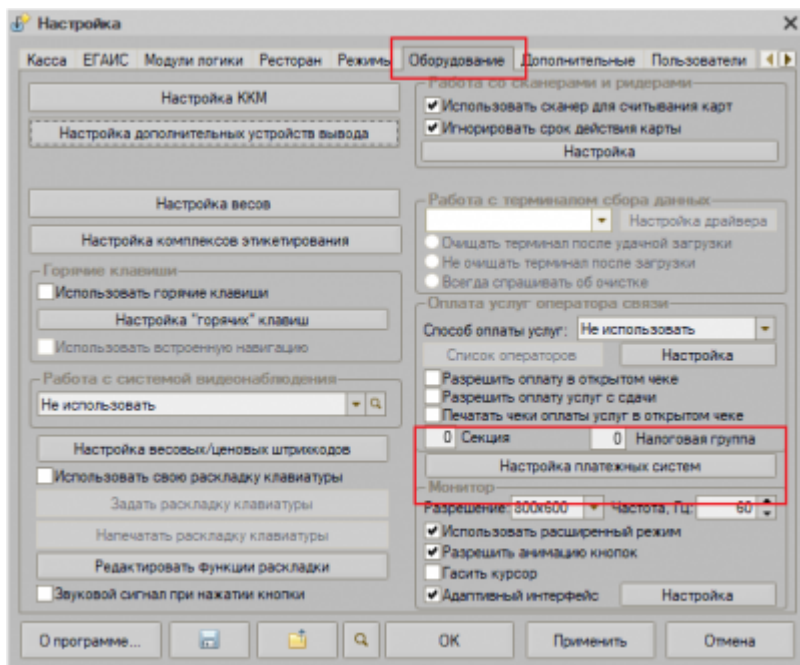 Настройка
Касса ЕГАИС Модули логики Ресторан Режимы Оборудование Дополнительные Пользователи
Настройка ККМ
Настройка дополнительных устройств вывода
Настройка весов
Настройка комплексов этикетирования
Горячие клавиши
Использовать горячие клавиши
Настройка "горячих" клавиш
Использовать встроенную навигацию
Работа с системой видеонаблюдения
Не использовать
Настройка весовых/ценовых штрихкодов
Использовать свою раскладку клавиатуры
Задать раскладку клавиатуры
Напечатать раскладку клавиатуры
Редактировать функции раскладки
Звуковой сигнал при нажатии кнопки
Работа со сканерами и ридерами
Использовать сканер для считывания карт
Игнорировать срок действия карты
Настройка
Работа с терминалом сбора данных
Настройка драйвера
Очищать терминал после удачной загрузки
Не очищать терминал после загрузки
Всегда спрашивать об очистке
Оплата услуг оператора связи
Способ оплаты услуг: Не использовать
Список операторов Настройка
Разрешить оплату в открытом чеке
Разрешить оплату услуг с сдачи
Печатать чеки оплаты услуг в открытом чеке
0 Секция 0 Налоговая группа
Настройка платежных систем
Монитор
Разрешение: 800x600 Частота, Гц: 60
Использовать расширенный режим
Разрешить анимацию кнопок
Гасить курсор
Адаптивный интерфейс Настройка
О программе... OK Применить Отмена